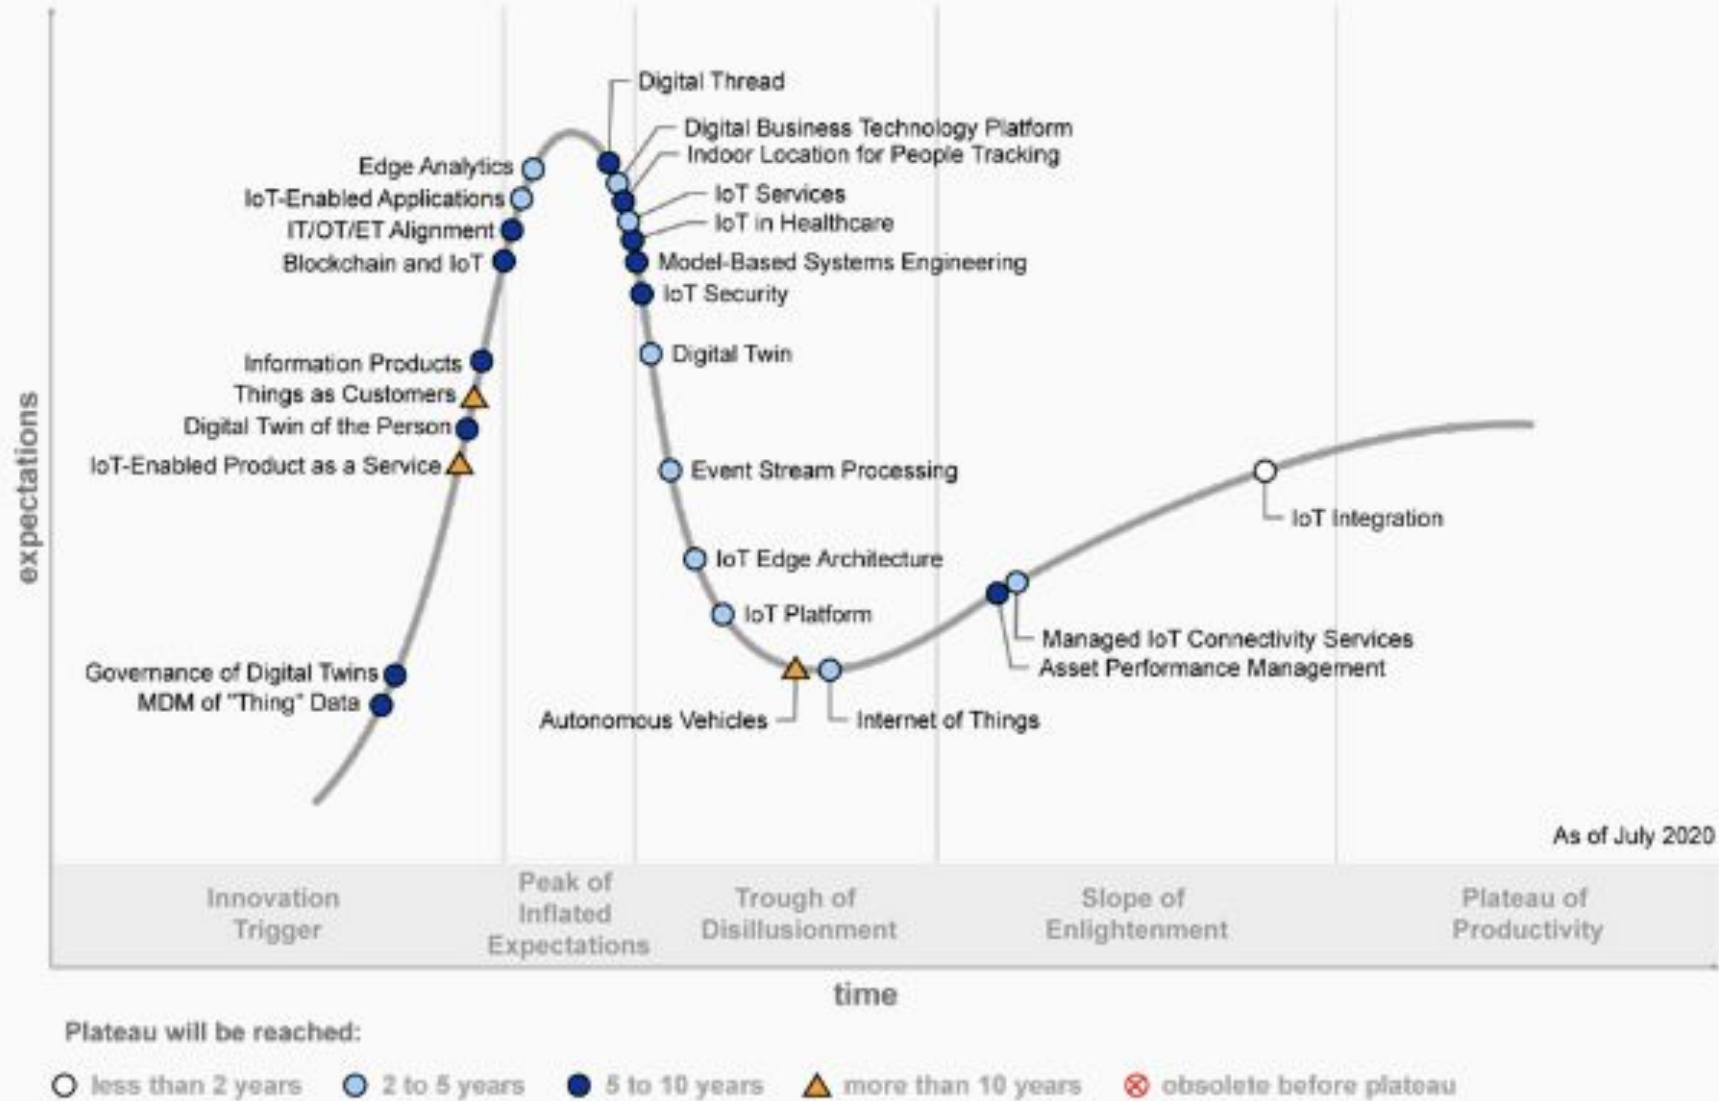 Digital Thread
Digital Business Technology Platform
Indoor Location for People Tracking
Edge Analytics
IoT-Enabled Applications
IoT Services
IoT in Healthcare
IT/OT/ET Alignment
Blockchain and IoT
Model-Based Systems Engineering
IoT Security
Digital Twin
Information Products
Things as Customers
Digital Twin of the Person
IoT-Enabled Product as a Service
Event Stream Processing
IoT Integration
IoT Edge Architecture
IoT Platform
Managed IoT Connectivity Services
Asset Performance Management
Governance of Digital Twins
MDM of "Thing" Data
Autonomous Vehicles
Internet of Things
expectations
As of July 2020
Innovation
Trigger
Peak of
Inflated
Expectations
Trough of
Disillusionment
Slope of
Enlightenment
Plateau of
Productivity
time
Plateau will be reached:
less than 2 years
2 to 5 years
5 to 10 years
more than 10 years
obsolete before plateau